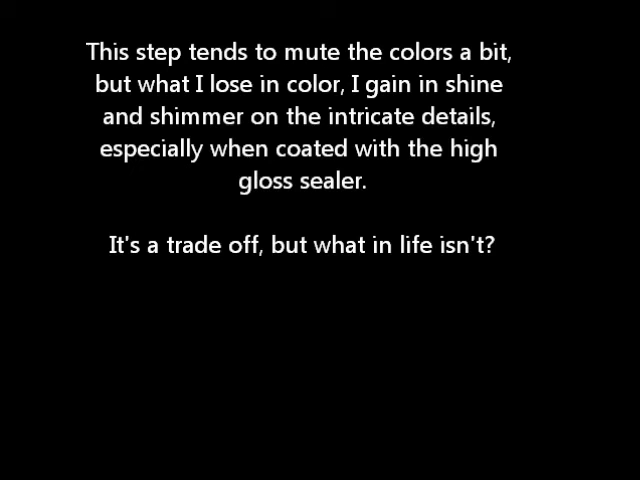 This step tends to mute the colors a bit,
but what I lose in color, I gain in shine
and shimmer on the intricate details,
especially when coated with the high
gloss sealer.
It's a trade off, but what in life isn't?